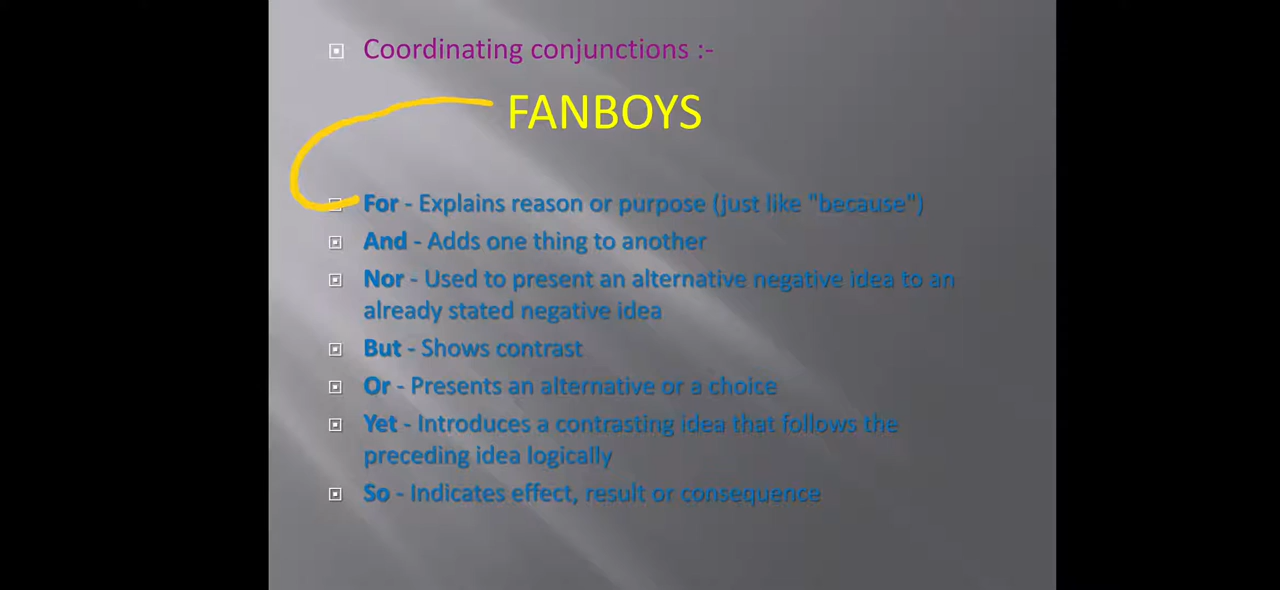 Coordinating conjunctions :-
FANBOYS
For - Explains reason or purpose (just like "because")
And - Adds one thing to another
Nor - Used to present an alternative negative idea to an
already stated negative idea
But - Shows contrast
Or - Presents an alternative or a choice
Yet - Introduces a contrasting idea that follows the
preceding idea logically
So - Indicates effect, result or consequence